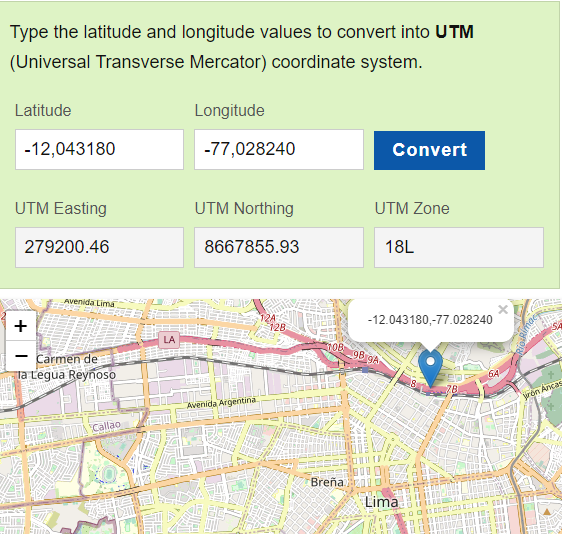 Type the latitude and longitude values to convert into UTM
(Universal Transverse Mercator) coordinate system.
Latitude
Longitude
-12,043180
-77,028240
Convert
UTM Easting
UTM Northing
UTM Zone
279200.46
8667855.93
18L
Avenida Lima
-12.043180,-77.028240
×
+
−
12A
12B
LA
10B
9B
9A
5A
Carmen de
la Legua Reynoso
8
7B
6A
Avenida Argentina
Callao
Breña
Lima